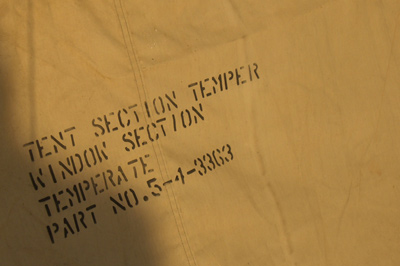 TENT SECTION TEMPER
WINDOW SECTION
TEMPERATE
PART NO.5-4-3363